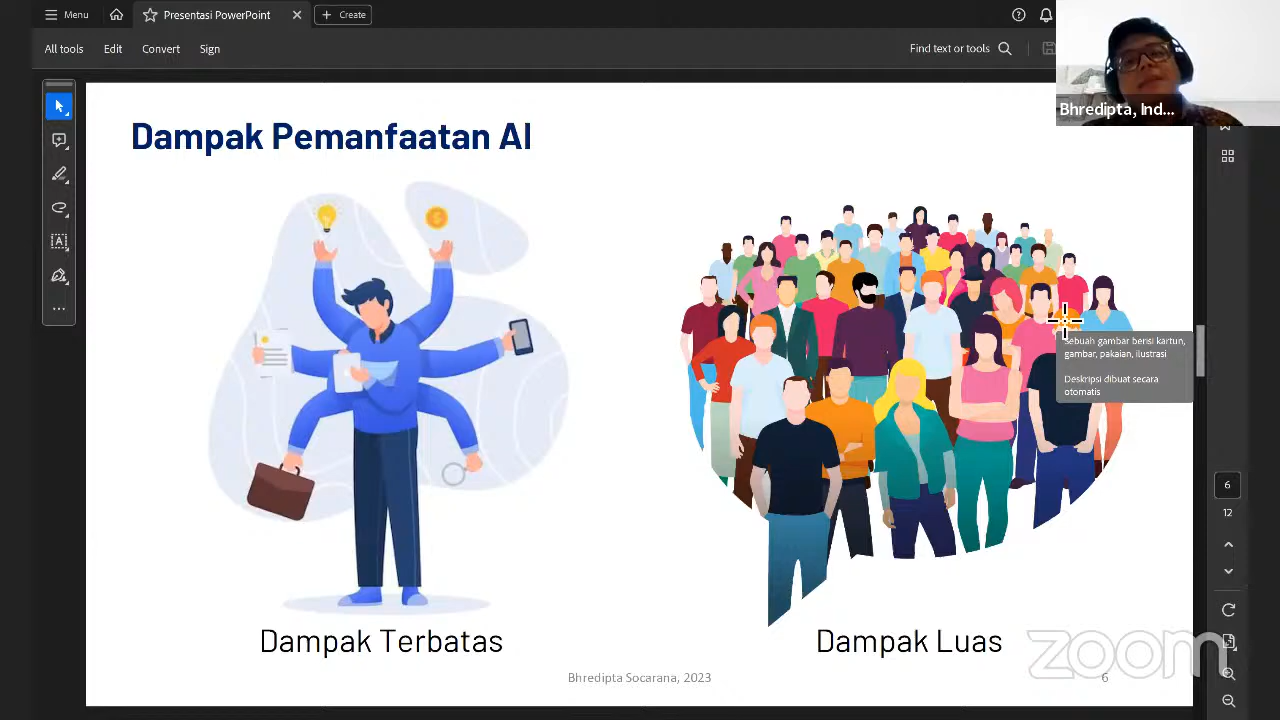 Menu
Presentasi PowerPoint
Create
All tools
Edit
Convert
Sign
Find text or tools
Bhredipta, Ind...
Dampak Pemanfaatan AI
Sebuah gambar berisi kartun,
gambar, pakaian, ilustrasi
Deskripsi dibuat secara
otomatis
6
12
Dampak Terbatas
Dampak Luas
Bhredipta Socarana, 2023
6
zoom